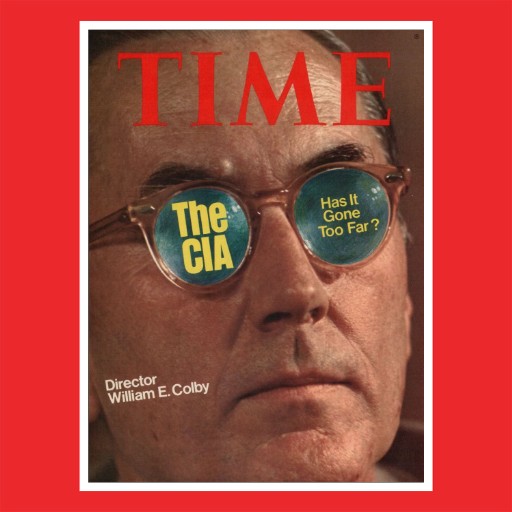 TIME
The
CIA
Has It
Gone
Too Far?
Director
William E. Colby